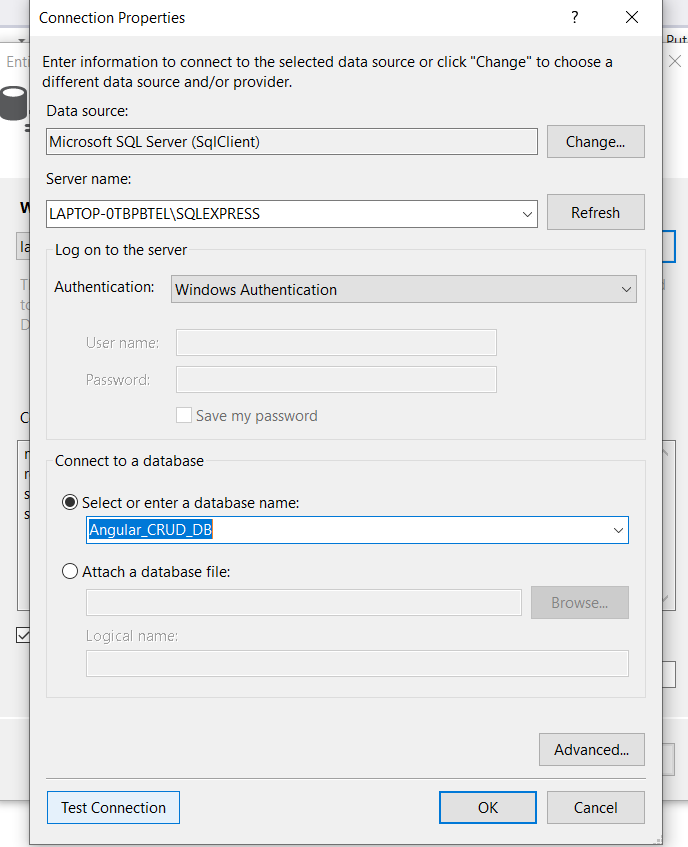 Connection Properties
?
Enter information to connect to the selected data source or click "Change" to choose a
different data source and/or provider.
Data source:
Microsoft SQL Server (SqlClient)
Change...
Server name:
LAPTOP-0TBPBTEL\SQLEXPRESS
Refresh
Log on to the server
Authentication:
Windows Authentication
User name:
Password:
Save my password
Connect to a database
Select or enter a database name:
Angular_CRUD_DB
Attach a database file:
Browse...
Logical name:
Advanced...
Test Connection
OK
Cancel